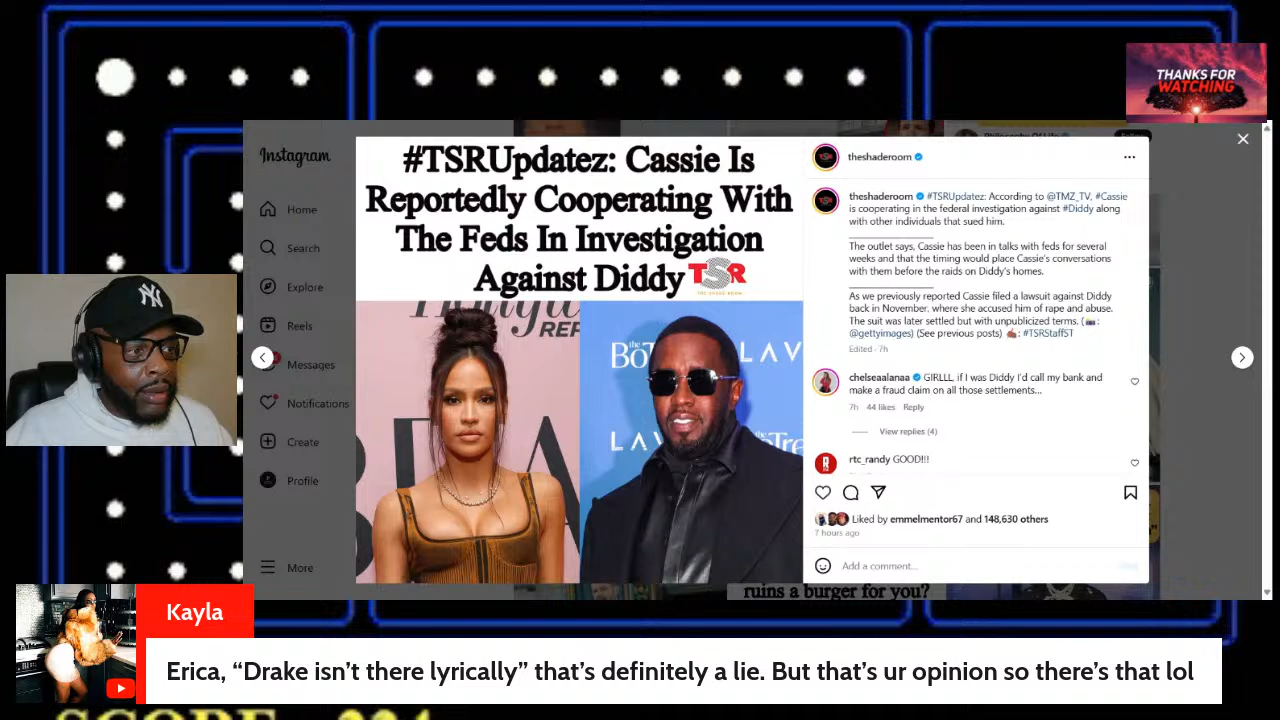 THANKS FOR
WATCHING
Instagram
Home
Search
Explore
Reels
Messages
Notifications
Create
Profile
More
#TSRUpdatez: Cassie Is
Reportedly Cooperating With
The Feds In Investigation
Against Diddy
TSR
THE SHADE ROOM
REP
the
BoTr
LAV
LAV
theTre
theshaderoom
theshaderoom #TSRUpdatez: According to @TMZ_TV, #Cassie
is cooperating in the federal investigation against #Diddy along
with other individuals that sued him.
The outlet says, Cassie has been in talks with feds for several
weeks and that the timing would place Cassie's conversations
with them before the raids on Diddy's homes.
As we previously reported Cassie filed a lawsuit against Diddy
back in November, where she accused him of rape and abuse.
The suit was later settled but with unpublicized terms. (📸:
@gettyimages) (See previous posts) ✍🏾: #TSRStaffST
Edited · 7h
chelseaalanaa GIRLLL, if I was Diddy I'd call my bank and
make a fraud claim on all those settlements...
7h 44 likes Reply
View replies (4)
rtc_randy GOOD!!!
Liked by emmelmentor67 and 148,630 others
7 hours ago
Add a comment...
ruins a burger for you?
Kayla
Erica, “Drake isn’t there lyrically” that’s definitely a lie. But that’s ur opinion so there’s that lol